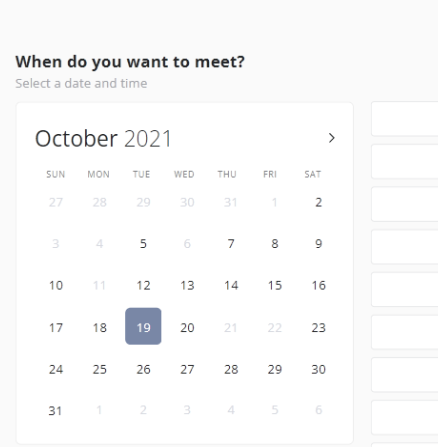 When do you want to meet?
Select a date and time
October 2021
SUN MON TUE WED THU FRI SAT
27 28 29 30 31 1 2
3 4 5 6 7 8 9
10 11 12 13 14 15 16
17 18 19 20 21 22 23
24 25 26 27 28 29 30
31 1 2 3 4 5 6